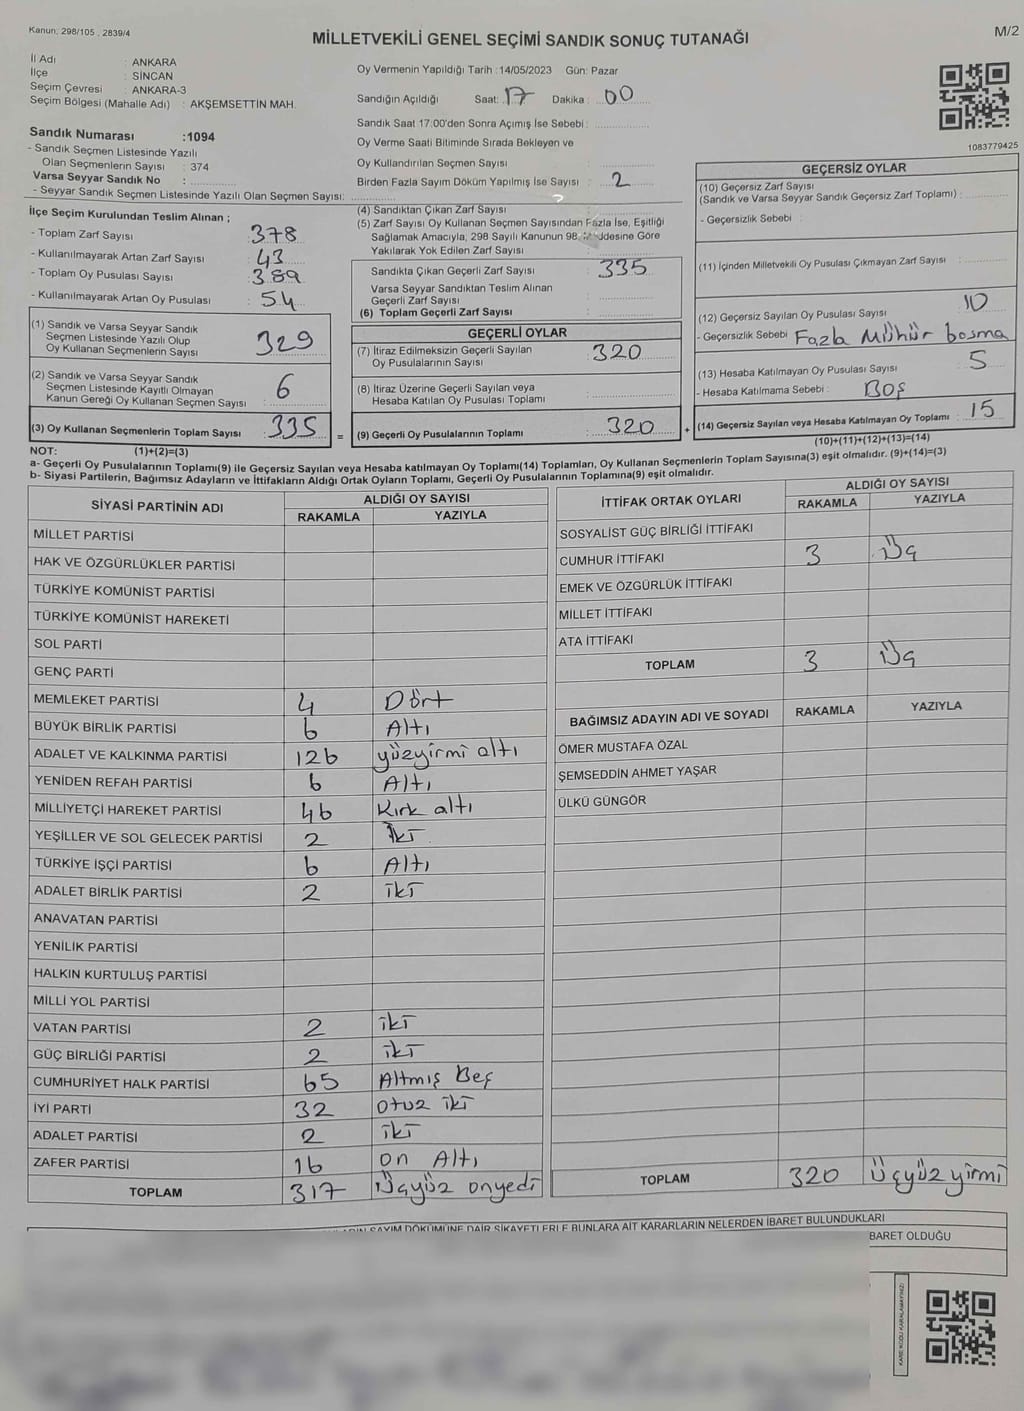 Kanun, 298/105 , 2839/4
MİLLETVEKİLİ GENEL SEÇİMİ SANDIK SONUÇ TUTANAĞI
M/2
İl Adı : ANKARA
İlçe : SİNCAN
Seçim Çevresi : ANKARA-3
Seçim Bölgesi (Mahalle Adı) : AKŞEMSETTİN MAH.
Sandık Numarası :1094
- Sandık Seçmen Listesinde Yazılı
Olan Seçmenlerin Sayısı : 374
Varsa Seyyar Sandık No :
- Seyyar Sandık Seçmen Listesinde Yazılı Olan Seçmen Sayısı:
Oy Vermenin Yapıldığı Tarih :14/05/2023 Gün: Pazar
Sandığın Açıldığı Saat: 17 Dakika : 00
Sandık Saat 17:00'den Sonra Açımış İse Sebebi :
Oy Verme Saati Bitiminde Sırada Bekleyen ve
Oy Kullandırılan Seçmen Sayısı :
Birden Fazla Sayım Döküm Yapılmış İse Sayısı : 2
1083779425
İlçe Seçim Kurulundan Teslim Alınan ;
- Toplam Zarf Sayısı : 378
- Kullanılmayarak Artan Zarf Sayısı : 43
- Toplam Oy Pusulası Sayısı : 389
- Kullanılmayarak Artan Oy Pusulası : 54
(1) Sandık ve Varsa Seyyar Sandık
Seçmen Listesinde Yazılı Olup
Oy Kullanan Seçmenlerin Sayısı : 329
(2) Sandık ve Varsa Seyyar Sandık
Seçmen Listesinde Kayıtlı Olmayan
Kanun Gereği Oy Kullanan Seçmen Sayısı : 6
(3) Oy Kullanan Seçmenlerin Toplam Sayısı : 335
(4) Sandıktan Çıkan Zarf Sayısı :
(5) Zarf Sayısı Oy Kullanan Seçmen Sayısından Fazla İse, Eşitliği
Sağlamak Amacıyla, 298 Sayılı Kanunun 98. ddesine Göre
Yakılarak Yok Edilen Zarf Sayısı :
Sandıkta Çıkan Geçerli Zarf Sayısı : 335
Varsa Seyyar Sandıktan Teslim Alınan
Geçerli Zarf Sayısı :
(6) Toplam Geçerli Zarf Sayısı :
GEÇERLİ OYLAR
(7) İtiraz Edilmeksizin Geçerli Sayılan
Oy Pusulalarının Sayısı : 320
(8) İtiraz Üzerine Geçerli Sayılan veya
Hesaba Katılan Oy Pusulası Toplamı :
= (9) Geçerli Oy Pusulalarının Toplamı : 320 +
GEÇERSİZ OYLAR
(10) Geçersiz Zarf Sayısı
(Sandık ve Varsa Seyyar Sandık Geçersiz Zarf Toplamı) :
- Geçersizlik Sebebi :
(11) İçinden Milletvekili Oy Pusulası Çıkmayan Zarf Sayısı :
(12) Geçersiz Sayılan Oy Pusulası Sayısı : 10
- Geçersizlik Sebebi Fazla Mühür basma
(13) Hesaba Katılmayan Oy Pusulası Sayısı : 5
- Hesaba Katılmama Sebebi : Boş
(14) Geçersiz Sayılan veya Hesaba Katılmayan Oy Toplamı : 15
NOT: (1)+(2)=(3)
(10)+(11)+(12)+(13)=(14)
a- Geçerli Oy Pusulalarının Toplamı(9) ile Geçersiz Sayılan veya Hesaba katılmayan Oy Toplamı(14) Toplamları, Oy Kullanan Seçmenlerin Toplam Sayısına(3) eşit olmalıdır. (9)+(14)=(3)
b- Siyasi Partilerin, Bağımsız Adayların ve İttifakların Aldığı Ortak Oyların Toplamı, Geçerli Oy Pusulalarının Toplamına(9) eşit olmalıdır.
SİYASİ PARTİNİN ADI ALDIĞI OY SAYISI
RAKAMLA YAZIYLA
MİLLET PARTİSİ
HAK VE ÖZGÜRLÜKLER PARTİSİ
TÜRKİYE KOMÜNİST PARTİSİ
TÜRKİYE KOMÜNİST HAREKETİ
SOL PARTİ
GENÇ PARTİ
MEMLEKET PARTİSİ 4 Dört
BÜYÜK BİRLİK PARTİSİ 6 Altı
ADALET VE KALKINMA PARTİSİ 126 yüzyirmi altı
YENİDEN REFAH PARTİSİ 6 Altı
MİLLİYETÇİ HAREKET PARTİSİ 46 Kırk altı
YEŞİLLER VE SOL GELECEK PARTİSİ 2 İki
TÜRKİYE İŞÇİ PARTİSİ 6 Altı
ADALET BİRLİK PARTİSİ 2 iki
ANAVATAN PARTİSİ
YENİLİK PARTİSİ
HALKIN KURTULUŞ PARTİSİ
MİLLİ YOL PARTİSİ
VATAN PARTİSİ 2 iki
GÜÇ BİRLİĞİ PARTİSİ 2 iki
CUMHURİYET HALK PARTİSİ 65 Altmış Beş
İYİ PARTİ 32 otuz iki
ADALET PARTİSİ 2 iki
ZAFER PARTİSİ 16 on Altı
TOPLAM 317 Üçyüz onyedi
İTTİFAK ORTAK OYLARI ALDIĞI OY SAYISI
RAKAMLA YAZIYLA
SOSYALİST GÜÇ BİRLİĞİ İTTİFAKI
CUMHUR İTTİFAKI 3 Üç
EMEK VE ÖZGÜRLÜK İTTİFAKI
MİLLET İTTİFAKI
ATA İTTİFAKI
TOPLAM 3 Üç
BAĞIMSIZ ADAYIN ADI VE SOYADI RAKAMLA YAZIYLA
ÖMER MUSTAFA ÖZAL
ŞEMSEDDİN AHMET YAŞAR
ÜLKÜ GÜNGÖR
TOPLAM 320 Üçyüz yirmi
SAYIM DÖKÜMÜNE DAİR ŞİKAYETLERLE BUNLARA AİT KARARLARIN NELERDEN İBARET BULUNDUKLARI
BARET OLDUĞU
KARE KODU KARALAMAYINIZ!